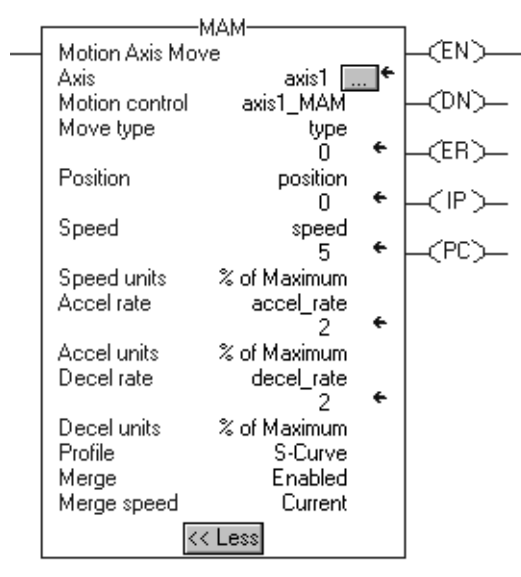 MAM
Motion Axis Move
(EN)
Axis axis1 ...
Motion control axis1_MAM
(DN)
Move type type
0
(ER)
Position position
0
(IP)
Speed speed
5
(PC)
Speed units % of Maximum
Accel rate accel_rate
2
Accel units % of Maximum
Decel rate decel_rate
2
Decel units % of Maximum
Profile S-Curve
Merge Enabled
Merge speed Current
<< Less